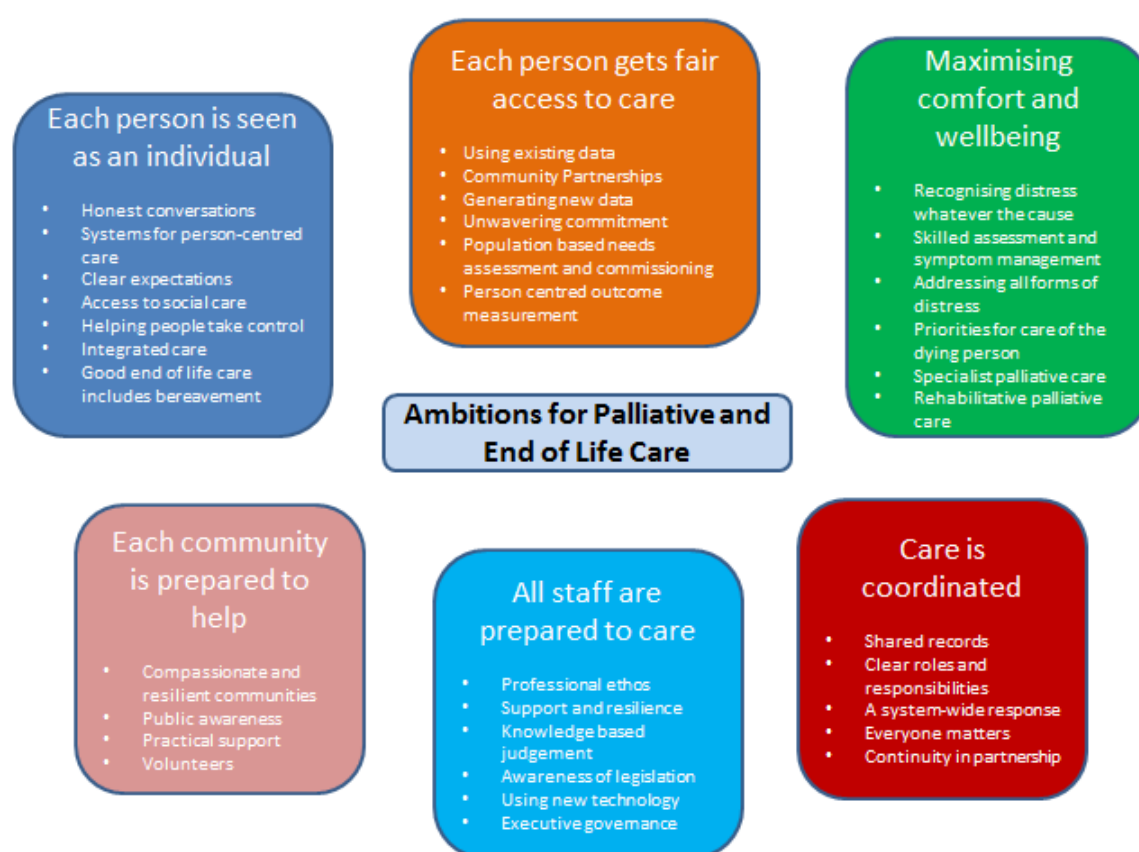 Each person is seen
as an individual
• Honest conversations
• Systems for person-centred
care
• Clear expectations
• Access to social care
• Helping people take control
• Integrated care
• Good end of life care
includes bereavement
Each person gets fair
access to care
• Using existing data
• Community Partnerships
• Generating new data
• Unwavering commitment
• Population based needs
assessment and commissioning
• Person centred outcome
measurement
Maximising
comfort and
wellbeing
• Recognising distress
whatever the cause
• Skilled assessment and
symptom management
• Addressing all forms of
distress
• Priorities for care of the
dying person
• Specialist palliative care
• Rehabilitative palliative
care
Ambitions for Palliative and
End of Life Care
Each community
is prepared to
help
• Compassionate and
resilient communities
• Public awareness
• Practical support
• Volunteers
All staff are
prepared to care
• Professional ethos
• Support and resilience
• Knowledge based
judgement
• Awareness of legislation
• Using new technology
• Executive governance
Care is
coordinated
• Shared records
• Clear roles and
responsibilities
• A system-wide response
• Everyone matters
• Continuity in partnership